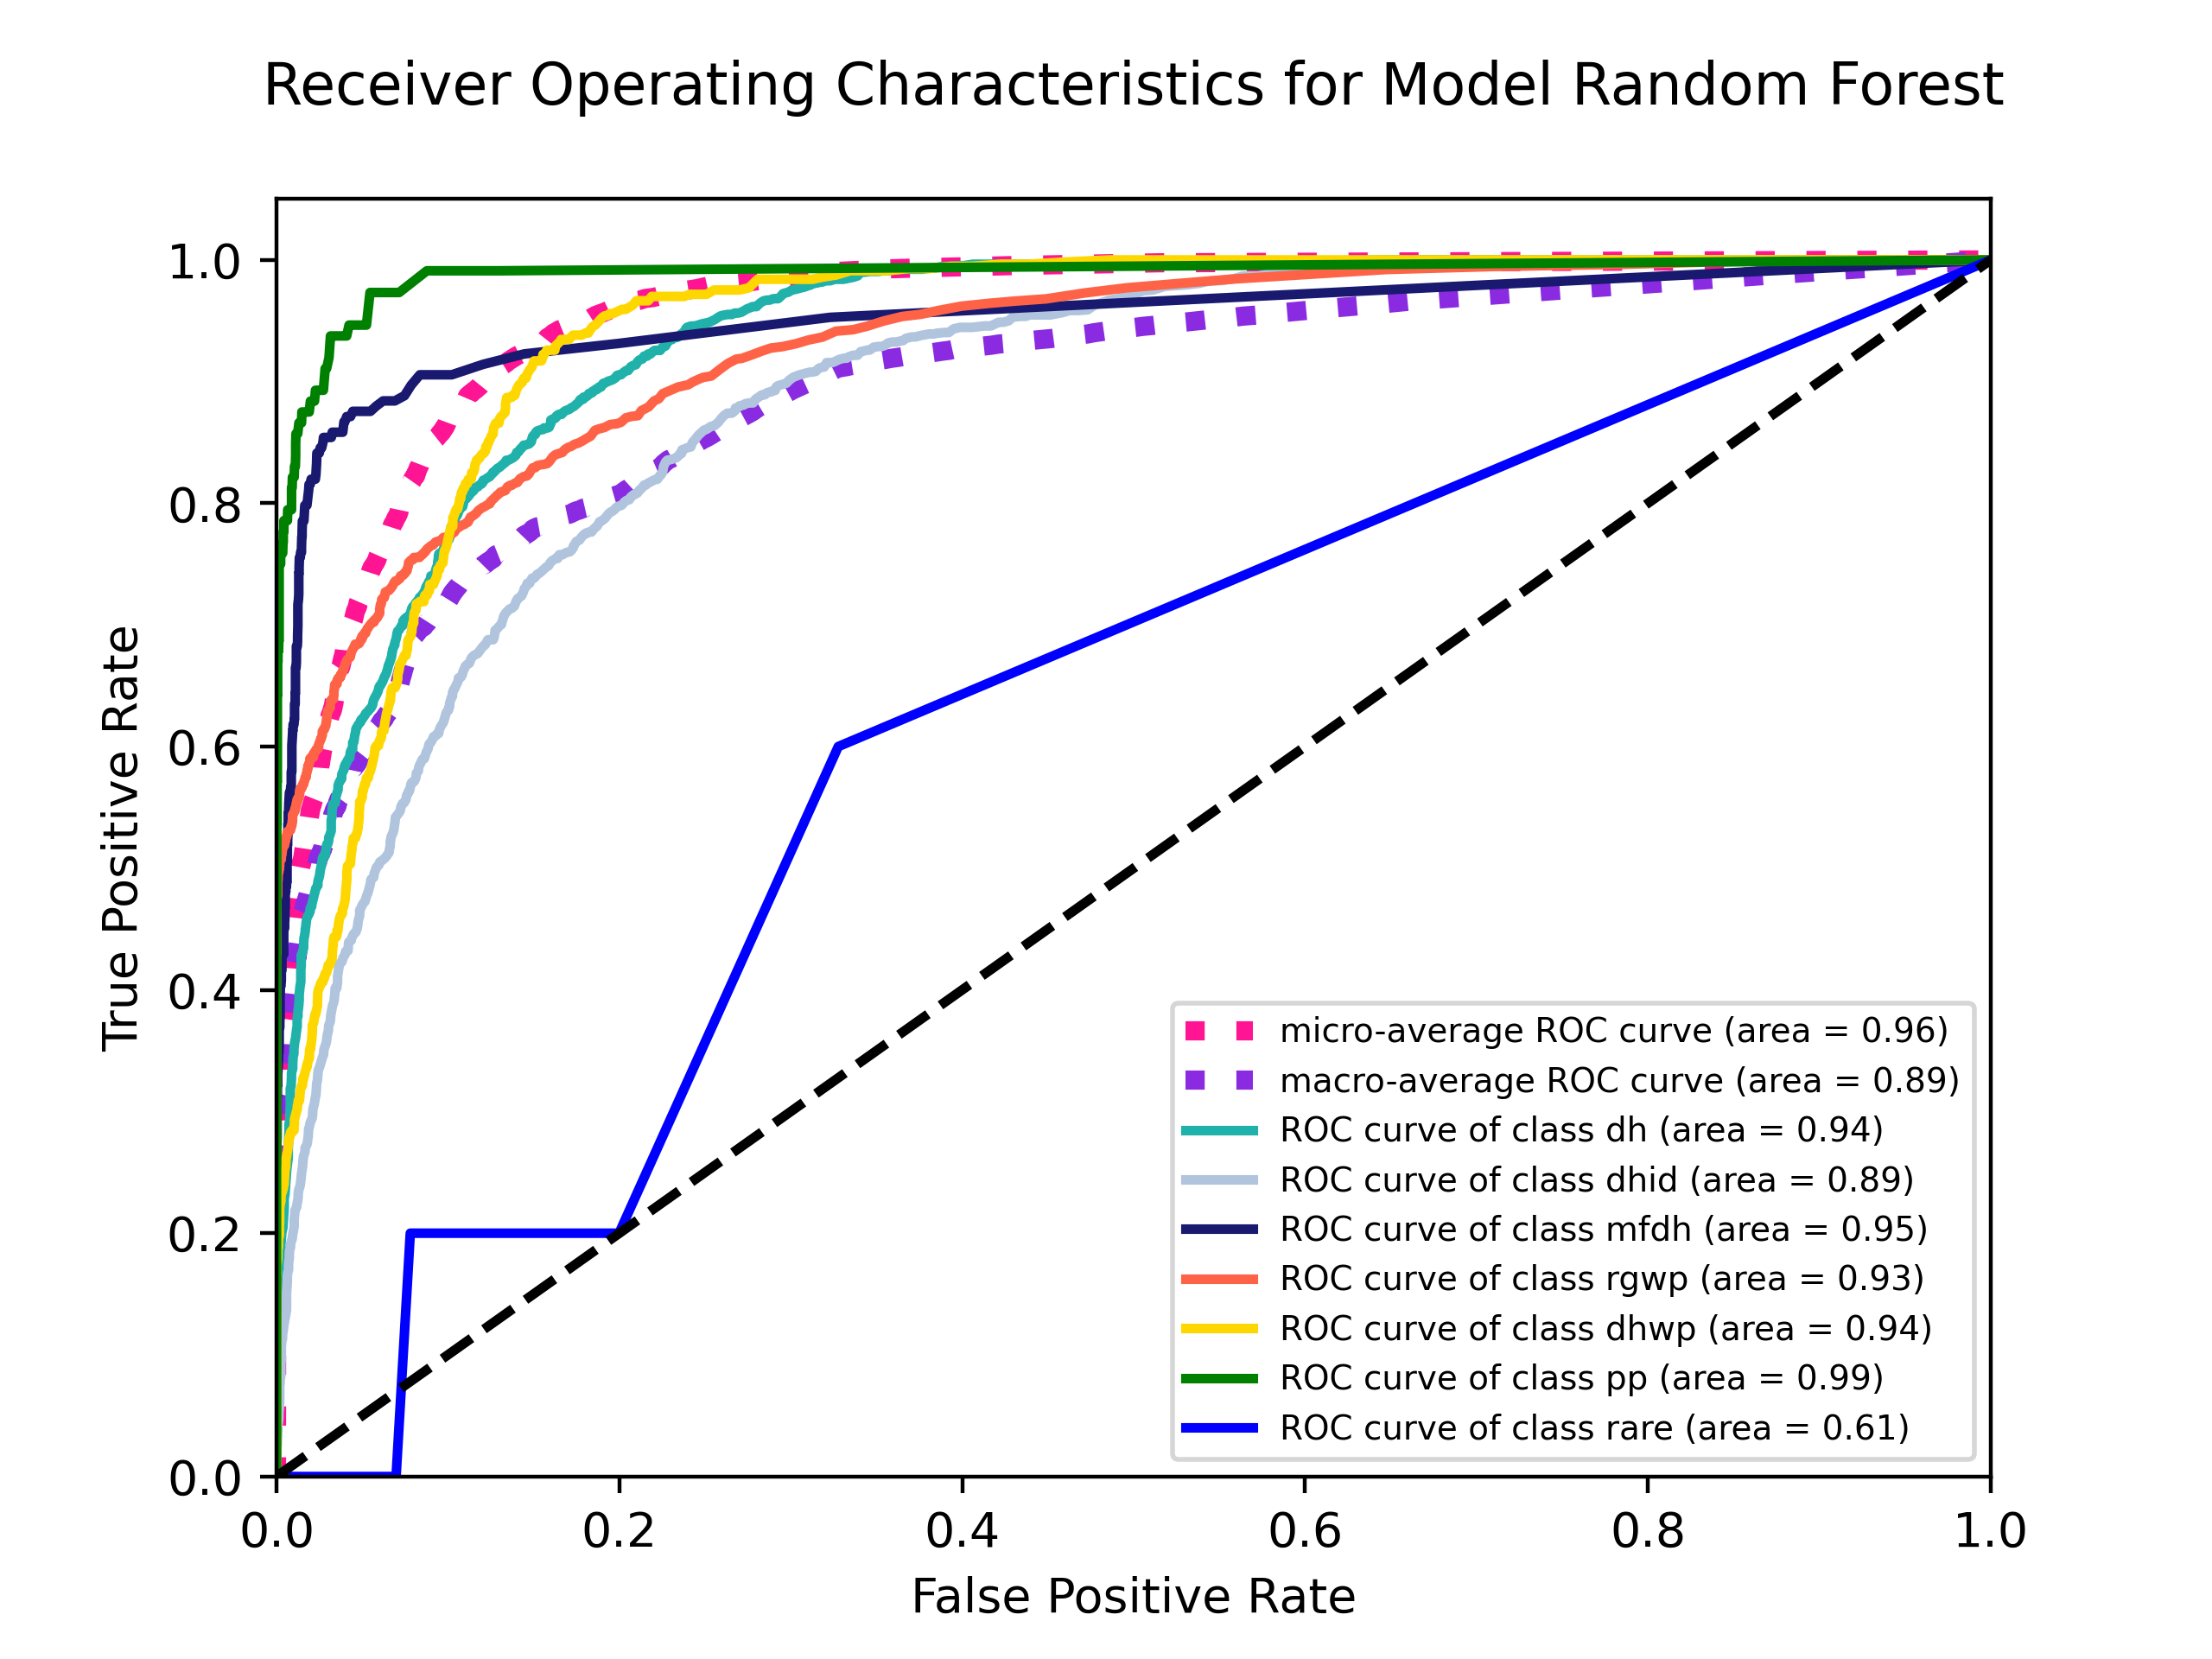 Receiver Operating Characteristics for Model Random Forest
1.0
0.8
0.6
0.4
0.2
0.0
True Positive Rate
micro-average ROC curve (area = 0.96)
macro-average ROC curve (area = 0.89)
ROC curve of class dh (area = 0.94)
ROC curve of class dhid (area = 0.89)
ROC curve of class mfdh (area = 0.95)
ROC curve of class rgwp (area = 0.93)
ROC curve of class dhwp (area = 0.94)
ROC curve of class pp (area = 0.99)
ROC curve of class rare (area = 0.61)
0.0 0.2 0.4 0.6 0.8 1.0
False Positive Rate